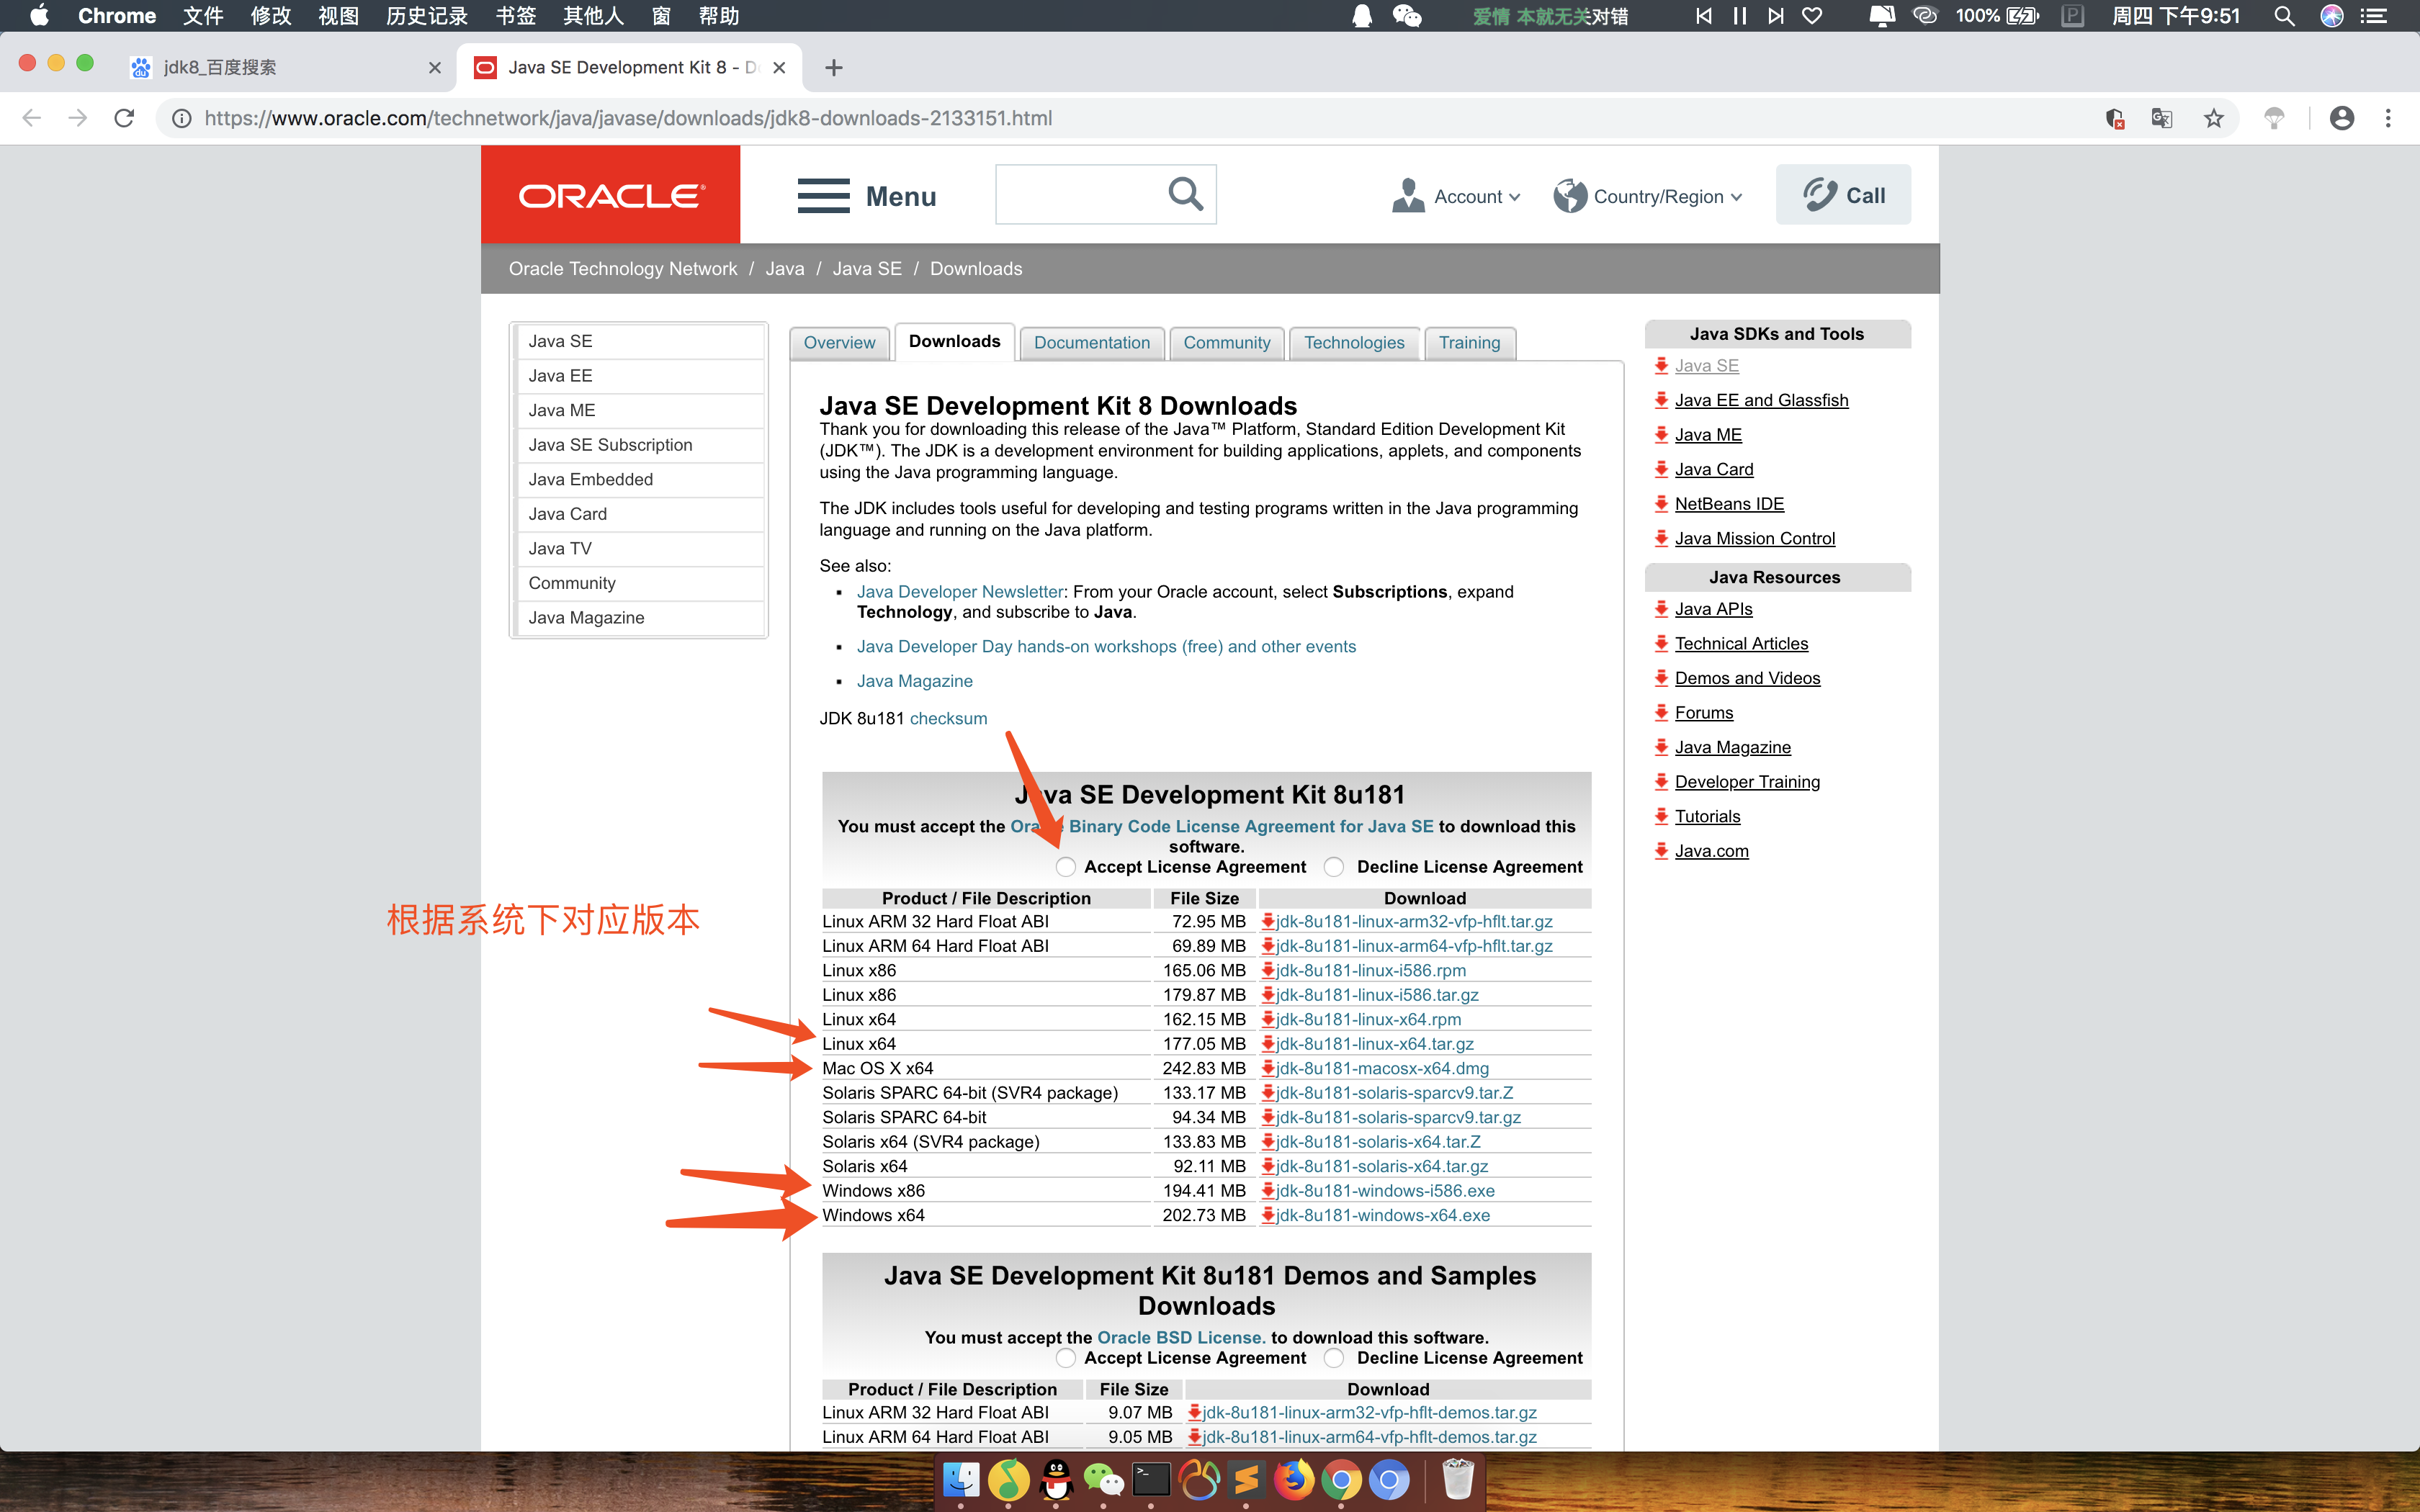 Chrome 文件 修改 视图 历史记录 书签 其他人 窗 帮助 爱情 本就无关对错 100% P 周四 下午9:51
jdk8_百度搜索
Java SE Development Kit 8 - D
https://www.oracle.com/technetwork/java/javase/downloads/jdk8-downloads-2133151.html
ORACLE
Menu
Account
Country/Region
Call
Oracle Technology Network / Java / Java SE / Downloads
Java SE
Java EE
Java ME
Java SE Subscription
Java Embedded
Java Card
Java TV
Community
Java Magazine
Overview Downloads Documentation Community Technologies Training
Java SE Development Kit 8 Downloads
Thank you for downloading this release of the Java™ Platform, Standard Edition Development Kit
(JDK™). The JDK is a development environment for building applications, applets, and components
using the Java programming language.
The JDK includes tools useful for developing and testing programs written in the Java programming
language and running on the Java platform.
See also:
Java Developer Newsletter: From your Oracle account, select Subscriptions, expand
Technology, and subscribe to Java.
Java Developer Day hands-on workshops (free) and other events
Java Magazine
JDK 8u181 checksum
Java SE Development Kit 8u181
You must accept the Oracle Binary Code License Agreement for Java SE to download this
software.
Accept License Agreement Decline License Agreement
Product / File Description File Size Download
Linux ARM 32 Hard Float ABI 72.95 MB jdk-8u181-linux-arm32-vfp-hflt.tar.gz
Linux ARM 64 Hard Float ABI 69.89 MB jdk-8u181-linux-arm64-vfp-hflt.tar.gz
Linux x86 165.06 MB jdk-8u181-linux-i586.rpm
Linux x86 179.87 MB jdk-8u181-linux-i586.tar.gz
Linux x64 162.15 MB jdk-8u181-linux-x64.rpm
Linux x64 177.05 MB jdk-8u181-linux-x64.tar.gz
Mac OS X x64 242.83 MB jdk-8u181-macosx-x64.dmg
Solaris SPARC 64-bit (SVR4 package) 133.17 MB jdk-8u181-solaris-sparcv9.tar.Z
Solaris SPARC 64-bit 94.34 MB jdk-8u181-solaris-sparcv9.tar.gz
Solaris x64 (SVR4 package) 133.83 MB jdk-8u181-solaris-x64.tar.Z
Solaris x64 92.11 MB jdk-8u181-solaris-x64.tar.gz
Windows x86 194.41 MB jdk-8u181-windows-i586.exe
Windows x64 202.73 MB jdk-8u181-windows-x64.exe
根据系统下对应版本
Java SE Development Kit 8u181 Demos and Samples
Downloads
You must accept the Oracle BSD License. to download this software.
Accept License Agreement Decline License Agreement
Product / File Description File Size Download
Linux ARM 32 Hard Float ABI 9.07 MB jdk-8u181-linux-arm32-vfp-hflt-demos.tar.gz
Linux ARM 64 Hard Float ABI 9.05 MB jdk-8u181-linux-arm64-vfp-hflt-demos.tar.gz
Java SDKs and Tools
Java SE
Java EE and Glassfish
Java ME
Java Card
NetBeans IDE
Java Mission Control
Java Resources
Java APIs
Technical Articles
Demos and Videos
Forums
Java Magazine
Developer Training
Tutorials
Java.com